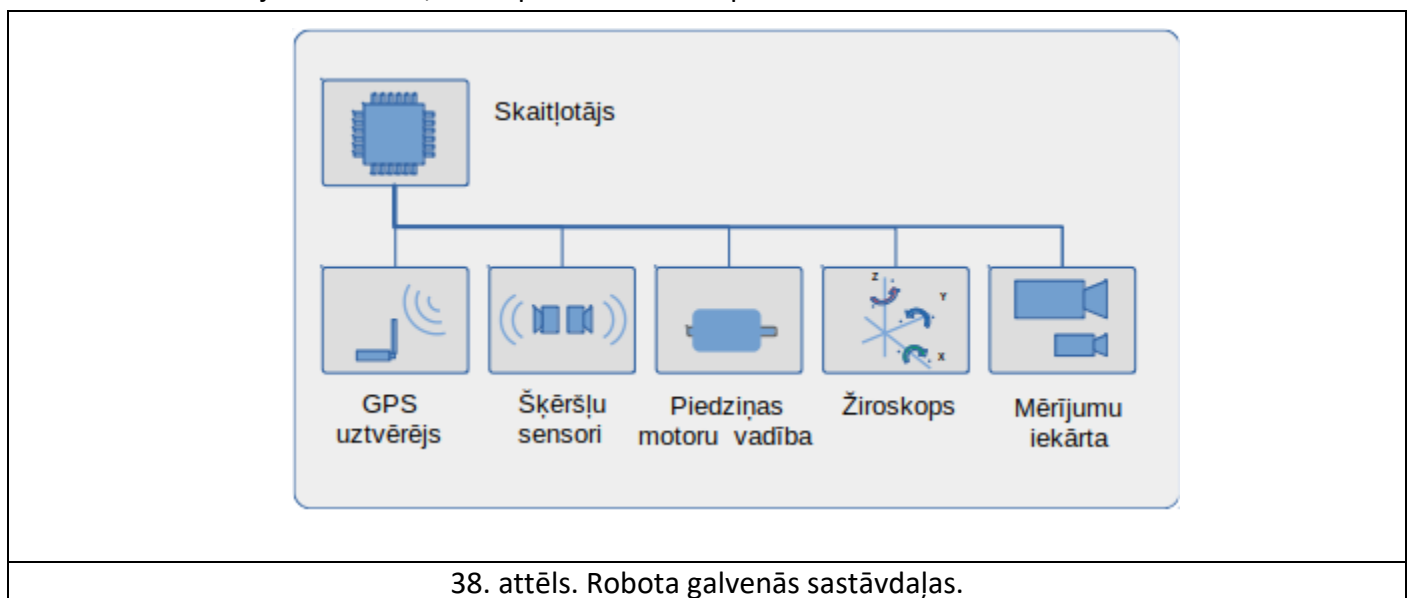 Skaitļotājs
Z
Y
X
GPS
uztvērējs
Šķēršļu
sensori
Piedziņas
motoru vadība
Žiroskops
Mērījumu
iekārta
38. attēls. Robota galvenās sastāvdaļas.